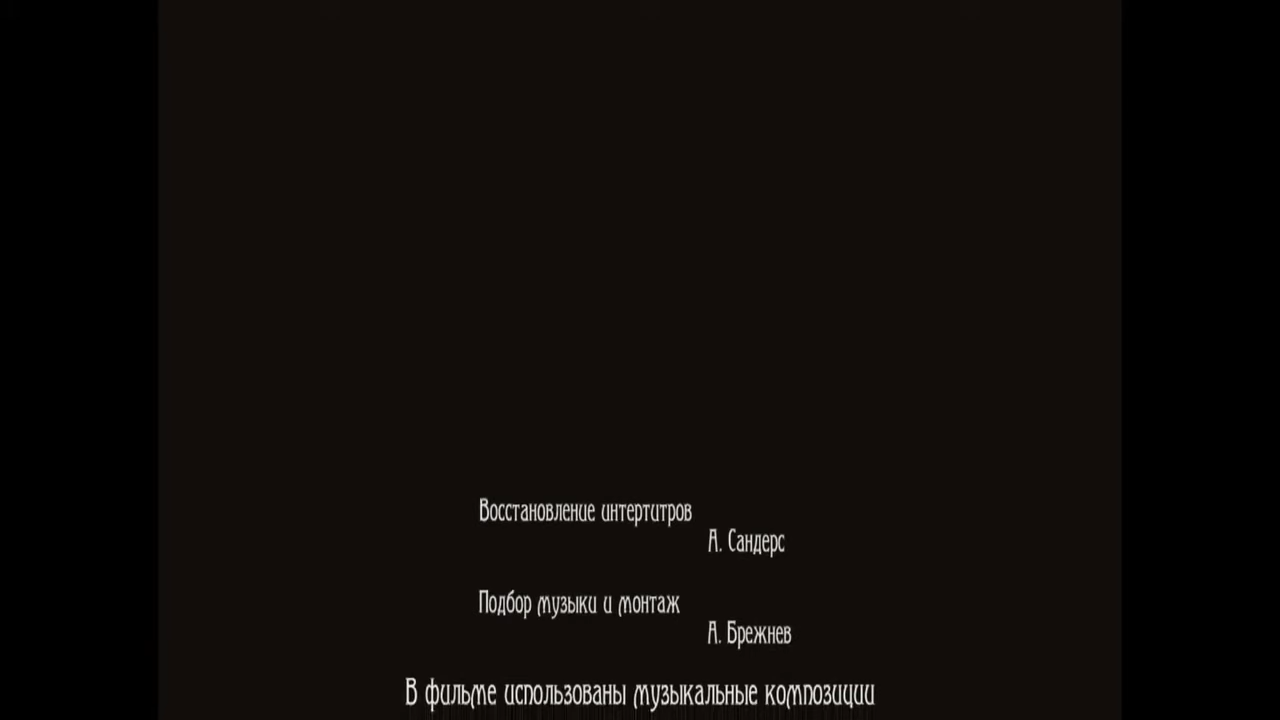 Восстановление интертитров
А. Сандерс
Подбор музыки и монтаж
А. Брежнев
В фильме использованы музыкальные композиции